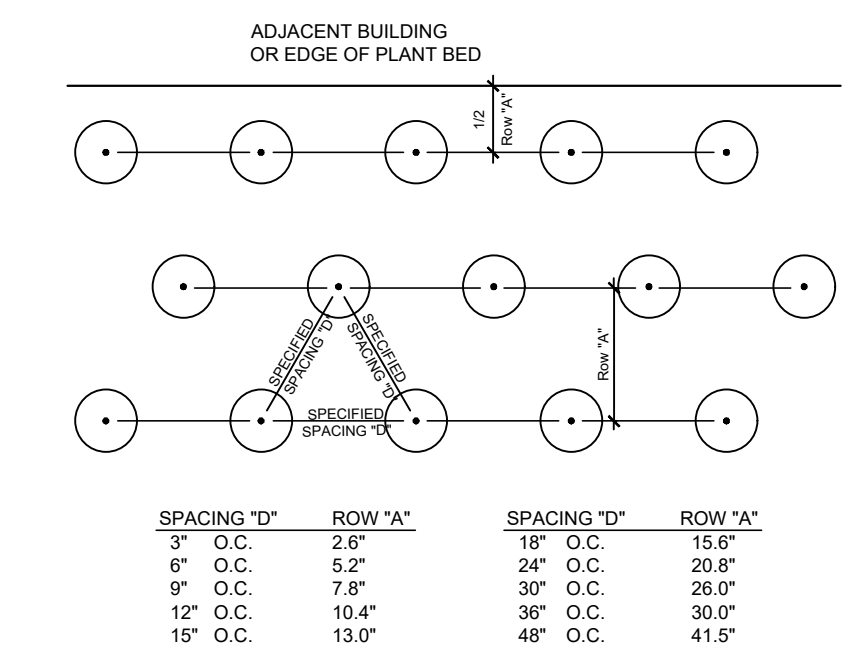 ADJACENT BUILDING
OR EDGE OF PLANT BED
1/2
Row "A"
SPECIFIED
SPACING "D"
SPECIFIED
SPACING "D"
Row "A"
SPECIFIED
SPACING "D"
SPACING "D" ROW "A"
3" O.C. 2.6"
6" O.C. 5.2"
9" O.C. 7.8"
12" O.C. 10.4"
15" O.C. 13.0"
SPACING "D" ROW "A"
18" O.C. 15.6"
24" O.C. 20.8"
30" O.C. 26.0"
36" O.C. 30.0"
48" O.C. 41.5"